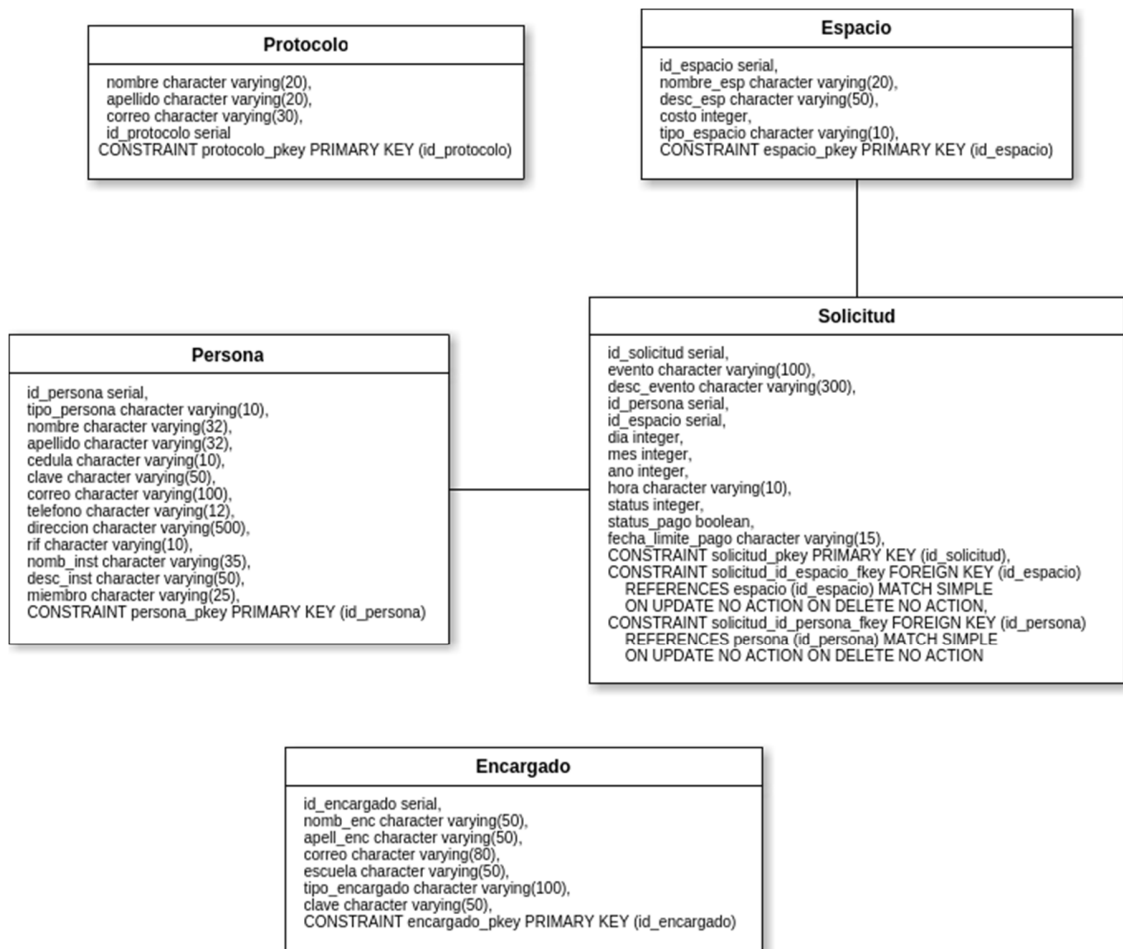 Protocolo
nombre character varying(20),
apellido character varying(20),
correo character varying(30),
id_protocolo serial
CONSTRAINT protocolo_pkey PRIMARY KEY (id_protocolo)
Espacio
id_espacio serial,
nombre_esp character varying(20),
desc_esp character varying(50),
costo integer,
tipo_espacio character varying(10),
CONSTRAINT espacio_pkey PRIMARY KEY (id_espacio)
Persona
id_persona serial,
tipo_persona character varying(10),
nombre character varying(32),
apellido character varying(32),
cedula character varying(10),
clave character varying(50),
correo character varying(100),
telefono character varying(12),
direccion character varying(500),
rif character varying(10),
nomb_inst character varying(35),
desc_inst character varying(50),
miembro character varying(25),
CONSTRAINT persona_pkey PRIMARY KEY (id_persona)
Solicitud
id_solicitud serial,
evento character varying(100),
desc_evento character varying(300),
id_persona serial,
id_espacio serial,
dia integer,
mes integer,
ano integer,
hora character varying(10),
status integer,
status_pago boolean,
fecha_limite_pago character varying(15),
CONSTRAINT solicitud_pkey PRIMARY KEY (id_solicitud),
CONSTRAINT solicitud_id_espacio_fkey FOREIGN KEY (id_espacio)
REFERENCES espacio (id_espacio) MATCH SIMPLE
ON UPDATE NO ACTION ON DELETE NO ACTION,
CONSTRAINT solicitud_id_persona_fkey FOREIGN KEY (id_persona)
REFERENCES persona (id_persona) MATCH SIMPLE
ON UPDATE NO ACTION ON DELETE NO ACTION
Encargado
id_encargado serial,
nomb_enc character varying(50),
apell_enc character varying(50),
correo character varying(80),
escuela character varying(50),
tipo_encargado character varying(100),
clave character varying(50),
CONSTRAINT encargado_pkey PRIMARY KEY (id_encargado)